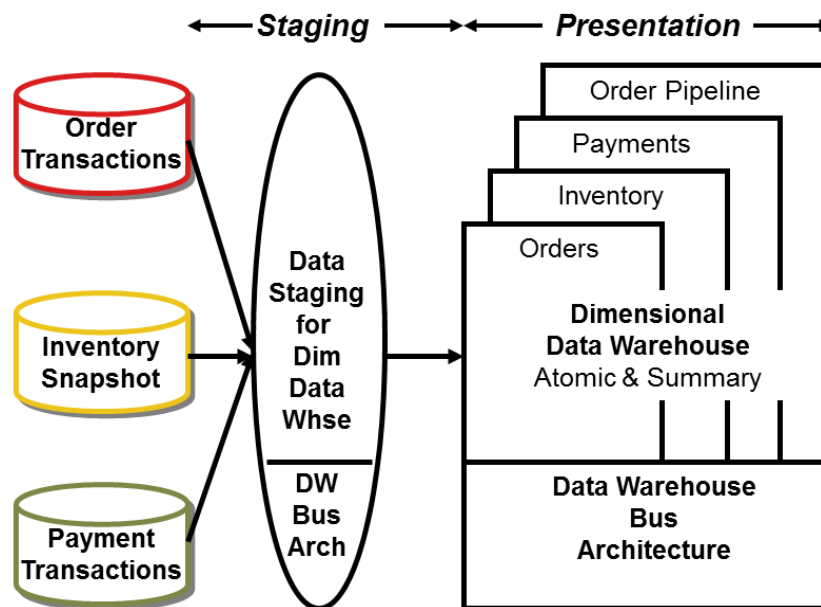 Staging
Presentation
Order
Transactions
Inventory
Snapshot
Payment
Transactions
Data
Staging
for
Dim
Data
Whse
DW
Bus
Arch
Order Pipeline
Payments
Inventory
Orders
Dimensional
Data Warehouse
Atomic & Summary
Data Warehouse
Bus
Architecture